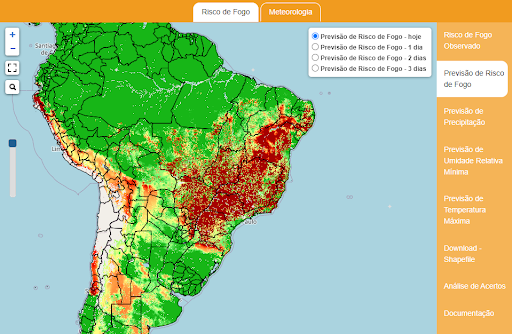 Risco de Fogo
Meteorologia
+
−
Previsão de Risco de Fogo - hoje
Previsão de Risco de Fogo - 1 dia
Previsão de Risco de Fogo - 2 dias
Previsão de Risco de Fogo - 3 dias
Risco de Fogo
Observado
Previsão de Risco
de Fogo
Previsão de
Precipitação
Previsão de
Umidade Relativa
Mínima
Previsão de
Temperatura
Máxima
Download -
Shapefile
Análise de Acertos
Documentação